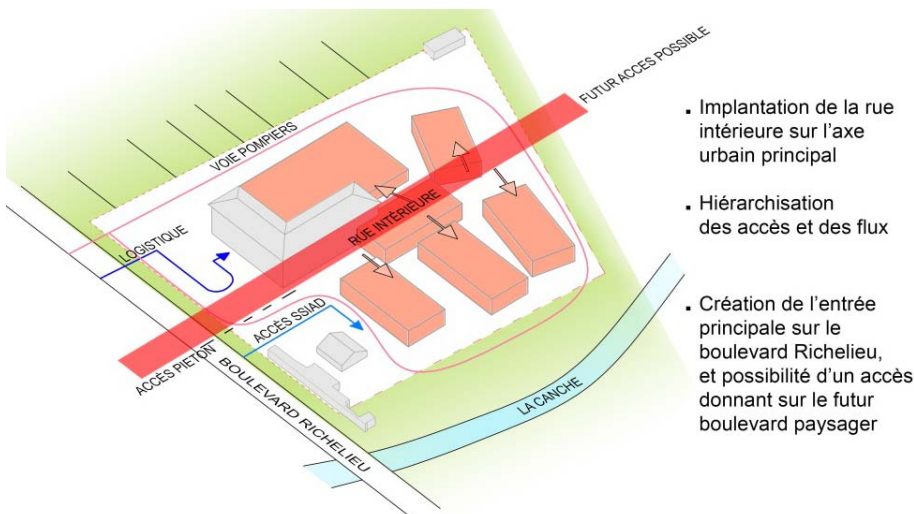 FUTUR ACCES POSSIBLE
VOIE POMPIERS
RUE INTÉRIEURE
LOGISTIQUE
ACCÈS SSIAD
ACCÈS PIETON
BOULEVARD RICHELIEU
LA CANCHE
. Implantation de la rue
intérieure sur l'axe
urbain principal
. Hiérarchisation
des accès et des flux
. Création de l'entrée
principale sur le
boulevard Richelieu,
et possibilité d'un accès
donnant sur le futur
boulevard paysager